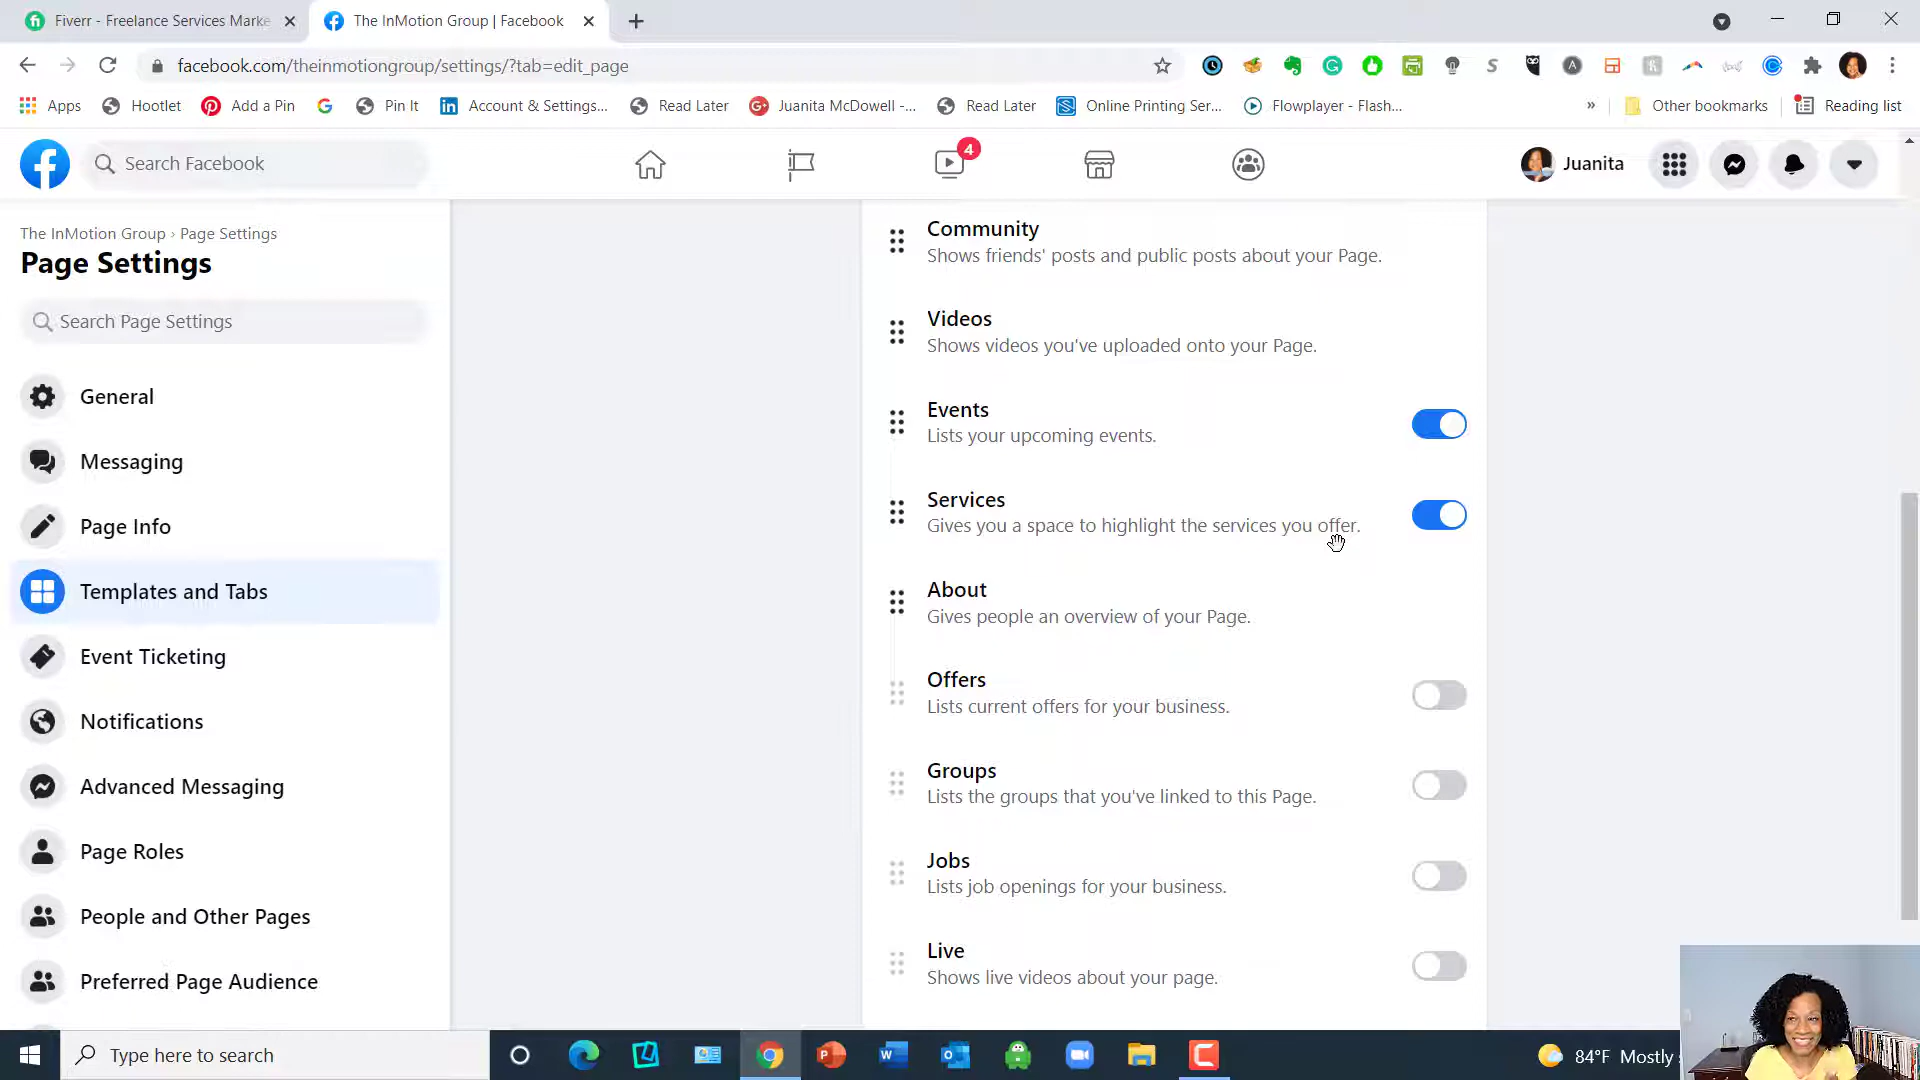 Fiverr - Freelance Services Marke
The InMotion Group | Facebook
facebook.com/theinmotiongroup/settings/?tab=edit_page
Apps
Hootlet
Add a Pin
Pin It
Account & Settings...
Read Later
Juanita McDowell -...
Read Later
Online Printing Ser...
Flowplayer - Flash...
»
Other bookmarks
Reading list
Search Facebook
4
Juanita
The InMotion Group › Page Settings
Page Settings
Search Page Settings
General
Messaging
Page Info
Templates and Tabs
Event Ticketing
Notifications
Advanced Messaging
Page Roles
People and Other Pages
Preferred Page Audience
Community
Shows friends' posts and public posts about your Page.
Videos
Shows videos you've uploaded onto your Page.
Events
Lists your upcoming events.
Services
Gives you a space to highlight the services you offer.
About
Gives people an overview of your Page.
Offers
Lists current offers for your business.
Groups
Lists the groups that you've linked to this Page.
Jobs
Lists job openings for your business.
Live
Shows live videos about your page.
Type here to search
84°F Mostly